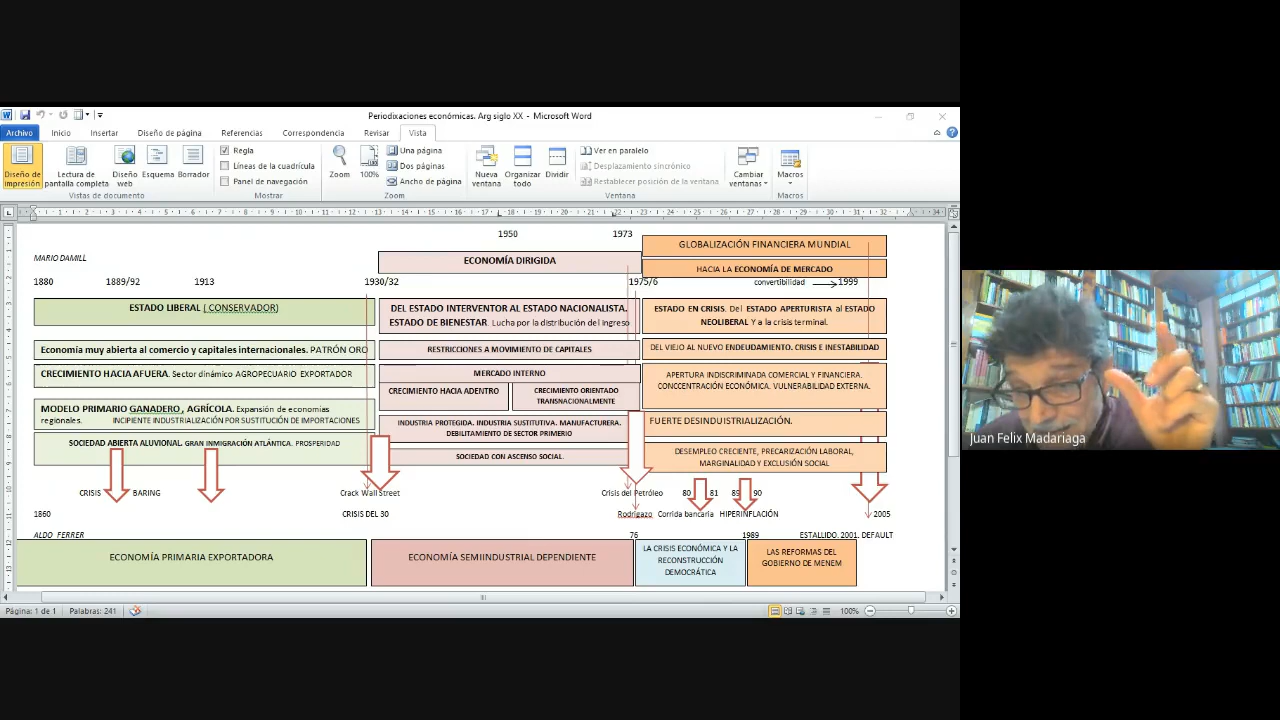 Periodixaciones económicas. Arg siglo XX - Microsoft Word
Archivo Inicio Insertar Diseño de página Referencias Correspondencia Revisar Vista
Diseño de impresión
Lectura de pantalla completa
Diseño web
Esquema
Borrador
Vistas de documento
Regla
Líneas de la cuadrícula
Panel de navegación
Mostrar
Zoom
100%
Una página
Dos páginas
Ancho de página
Zoom
Nueva ventana
Organizar todo
Dividir
Ver en paralelo
Desplazamiento sincrónico
Restablecer posición de la ventana
Ventana
Cambiar ventanas
Macros
Macros
1950 1973
GLOBALIZACIÓN FINANCIERA MUNDIAL
MARIO DAMILL
ECONOMÍA DIRIGIDA
HACIA LA ECONOMÍA DE MERCADO
1880 1889/92 1913 1930/32 1975/6 convertibilidad 1999
ESTADO LIBERAL ( CONSERVADOR)
DEL ESTADO INTERVENTOR AL ESTADO NACIONALISTA.
ESTADO DE BIENESTAR. Lucha por la distribución del ingreso
ESTADO EN CRISIS. Del ESTADO APERTURISTA al ESTADO
NEOLIBERAL Y a la crisis terminal.
Economía muy abierta al comercio y capitales internacionales. PATRÓN ORO
RESTRICCIONES A MOVIMIENTO DE CAPITALES
DEL VIEJO AL NUEVO ENDEUDAMIENTO. CRISIS E INESTABILIDAD
CRECIMIENTO HACIA AFUERA. Sector dinámico AGROPECUARIO EXPORTADOR
MERCADO INTERNO
CRECIMIENTO HACIA ADENTRO
CRECIMIENTO ORIENTADO
TRANSNACIONALMENTE
APERTURA INDISCRIMINADA COMERCIAL Y FINANCIERA.
CONCCENTRACIÓN ECONÓMICA. VULNERABILIDAD EXTERNA.
MODELO PRIMARIO GANADERO , AGRÍCOLA. Expansión de economías
regionales. INCIPIENTE INDUSTRIALIZACIÓN POR SUSTITUCIÓN DE IMPORTACIONES
INDUSTRIA PROTEGIDA. INDUSTRIA SUSTITUTIVA. MANUFACTURERA.
DEBILITAMIENTO DE SECTOR PRIMERIO
FUERTE DESINDUISTRIALIZACIÓN.
SOCIEDAD ABIERTA ALUVIONAL. GRAN INMIGRACIÓN ATLÁNTICA. PROSPERIDAD
SOCIEDAD CON ASCENSO SOCIAL.
DESEMPLEO CRECIENTE, PRECARIZACIÓN LABORAL,
MARGINALIDAD Y EXCLUSIÓN SOCIAL
CRISIS BARING Crack Wall Street Crisis del Petróleo 80 81 89 90
1860 CRISIS DEL 30 Rodrigazo Corrida bancaria HIPERINFLACIÓN 2005
ALDO FERRER 76 1989 ESTALLIDO. 2001. DEFAULT
ECONOMÍA PRIMARIA EXPORTADORA
ECONOMÍA SEMIINDUSTRIAL DEPENDIENTE
LA CRISIS ECONÓMICA Y LA
RECONSTRUCCIÓN
DEMOCRÁTICA
LAS REFORMAS DEL
GOBIERNO DE MENEM
Página: 1 de 1 Palabras: 241 100%
Juan Felix Madariaga